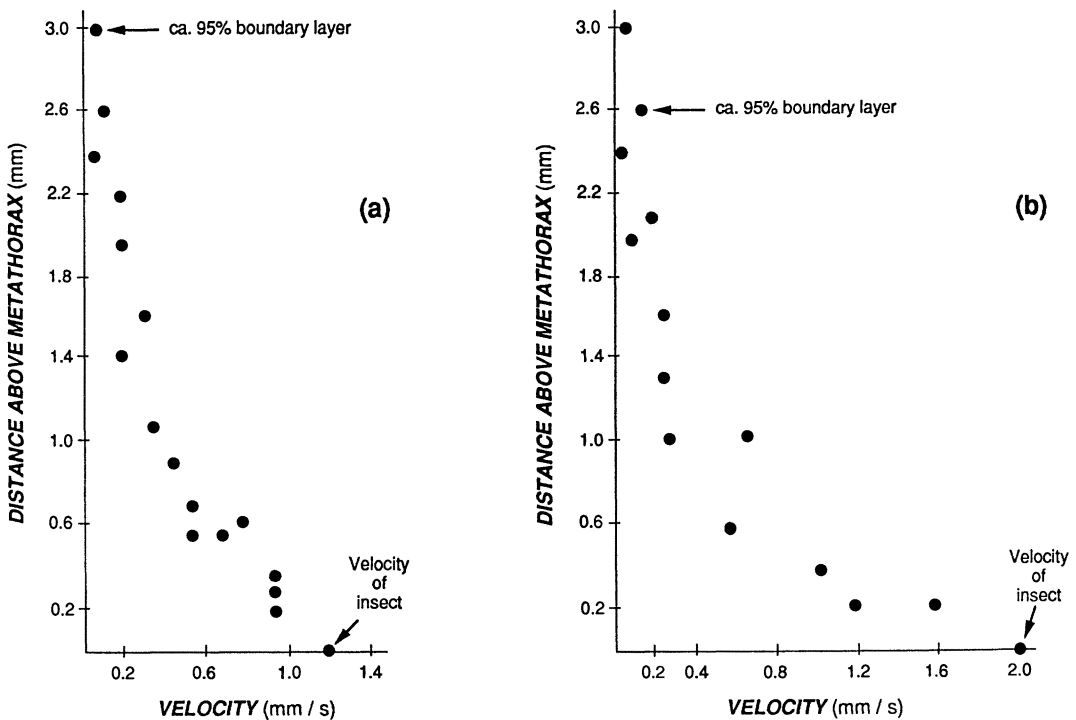 3.0
2.6
2.2
1.8
1.4
1.0
0.6
0.2
DISTANCE ABOVE METATHORAX (mm)
ca. 95% boundary layer
(a)
Velocity
of
insect
0.2 0.6 1.0 1.4
VELOCITY (mm / s)
3.0
2.6
2.2
1.8
1.4
1.0
0.6
0.2
DISTANCE ABOVE METATHORAX (mm)
ca. 95% boundary layer
(b)
Velocity
of
insect
0.2 0.4 0.8 1.2 1.6 2.0
VELOCITY (mm / s)